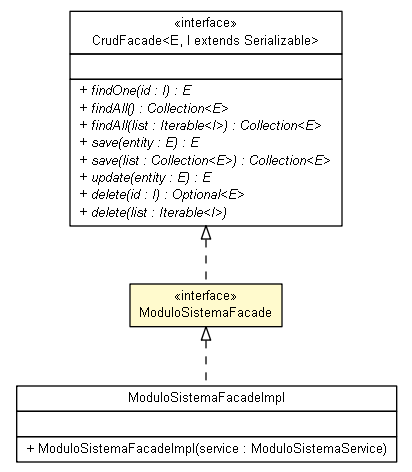 «interface»
CrudFacade<E, I extends Serializable>
+ findOne(id : I) : E
+ findAll() : Collection<E>
+ findAll(list : Iterable<I>) : Collection<E>
+ save(entity : E) : E
+ save(list : Collection<E>) : Collection<E>
+ update(entity : E) : E
+ delete(id : I) : Optional<E>
+ delete(list : Iterable<I>)
«interface»
ModuloSistemaFacade
ModuloSistemaFacadeImpl
+ ModuloSistemaFacadeImpl(service : ModuloSistemaService)